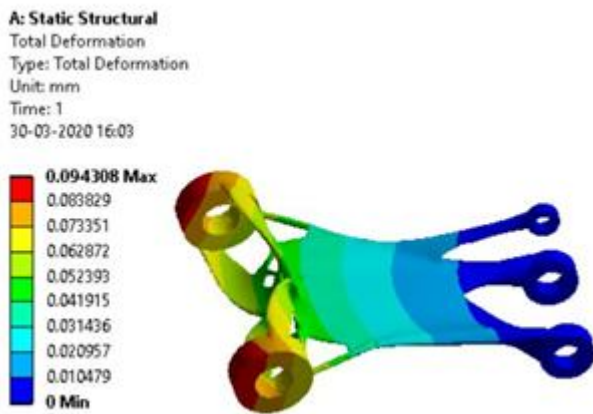 A: Static Structural
Total Deformation
Type: Total Deformation
Unit: mm
Time: 1
30-03-2020 16:03
0.094308 Max
0.083829
0.073351
0.062872
0.052393
0.041915
0.031436
0.020957
0.010479
0 Min